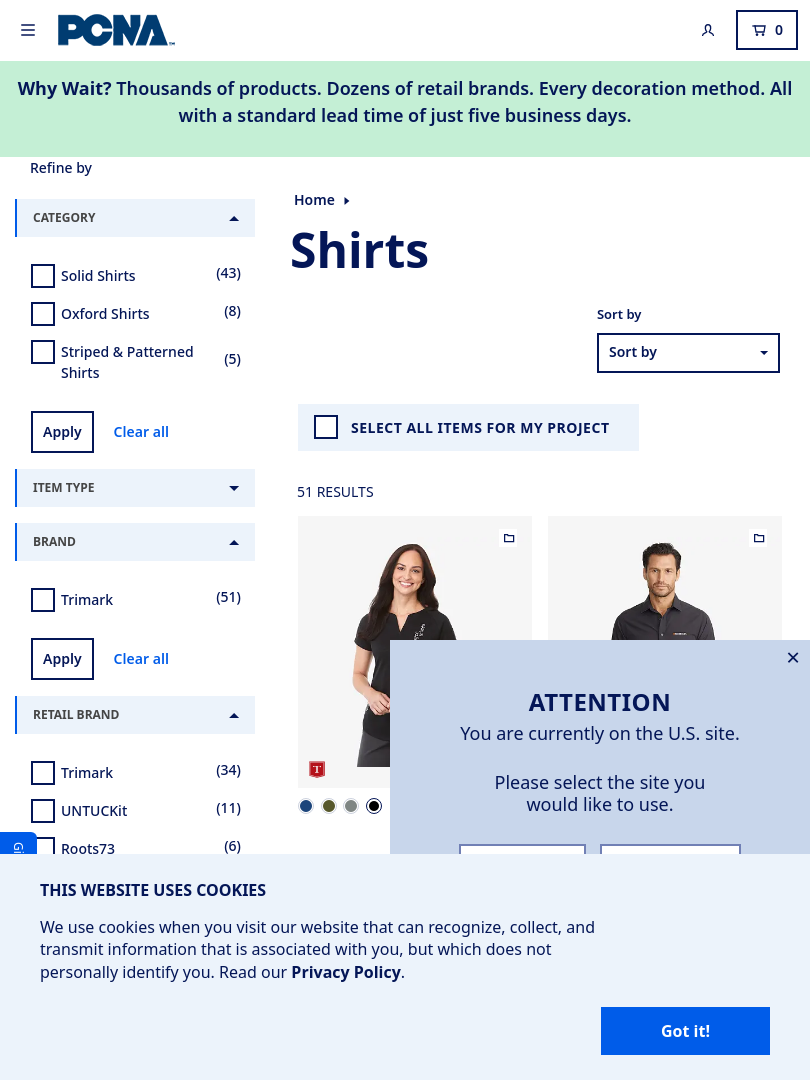 PCNA
0
Why Wait? Thousands of products. Dozens of retail brands. Every decoration method. All
with a standard lead time of just five business days.
Refine by
CATEGORY
Solid Shirts (43)
Oxford Shirts (8)
Striped & Patterned
Shirts (5)
Apply Clear all
ITEM TYPE
BRAND
Trimark (51)
Apply Clear all
RETAIL BRAND
Trimark (34)
UNTUCKit (11)
Roots73 (6)
Home
Shirts
Sort by
Sort by
SELECT ALL ITEMS FOR MY PROJECT
51 RESULTS
T
ATTENTION
You are currently on the U.S. site.
Please select the site you
would like to use.
THIS WEBSITE USES COOKIES
We use cookies when you visit our website that can recognize, collect, and
transmit information that is associated with you, but which does not
personally identify you. Read our Privacy Policy.
Got it!